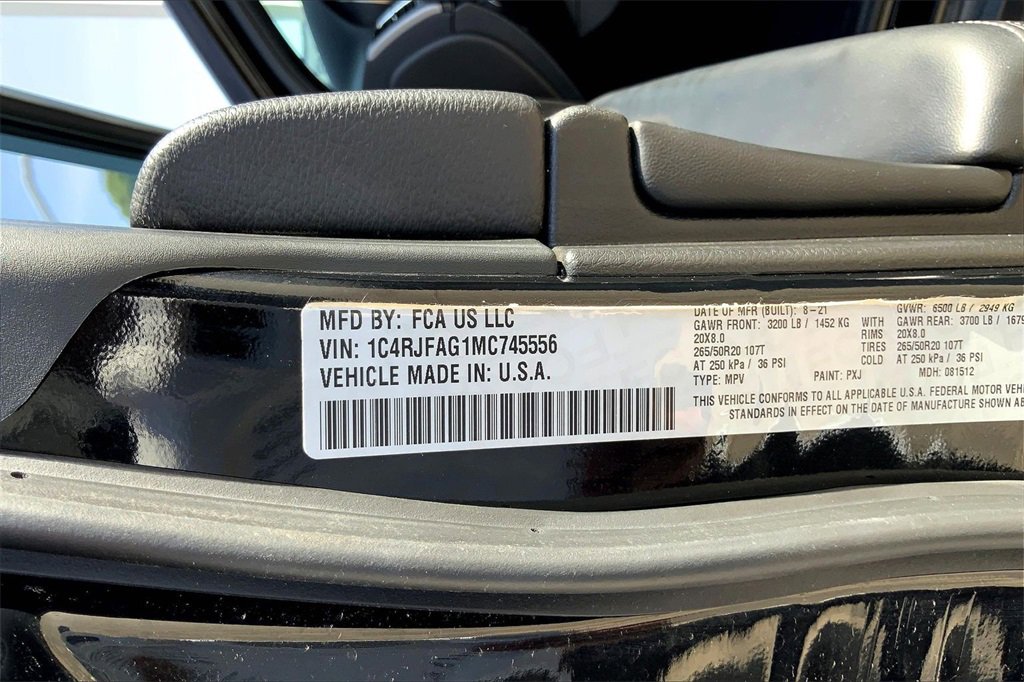 MFD BY: FCA US LLC
VIN: 1C4RJFAG1MC745556
VEHICLE MADE IN: U.S.A.
DATE OF MFR (BUILT): 8-21
GVWR: 6500 LB / 2949 KG
GAWR FRONT: 3200 LB / 1452 KG WITH GAWR REAR: 3700 LB / 1679
20X8.0 RIMS 20X8.0
265/50R20 107T TIRES 265/50R20 107T
AT 250 kPa / 36 PSI COLD AT 250 kPa / 36 PSI
TYPE: MPV PAINT: PXJ MDH: 081512
THIS VEHICLE CONFORMS TO ALL APPLICABLE U.S.A. FEDERAL MOTOR VEH
STANDARDS IN EFFECT ON THE DATE OF MANUFACTURE SHOWN AB